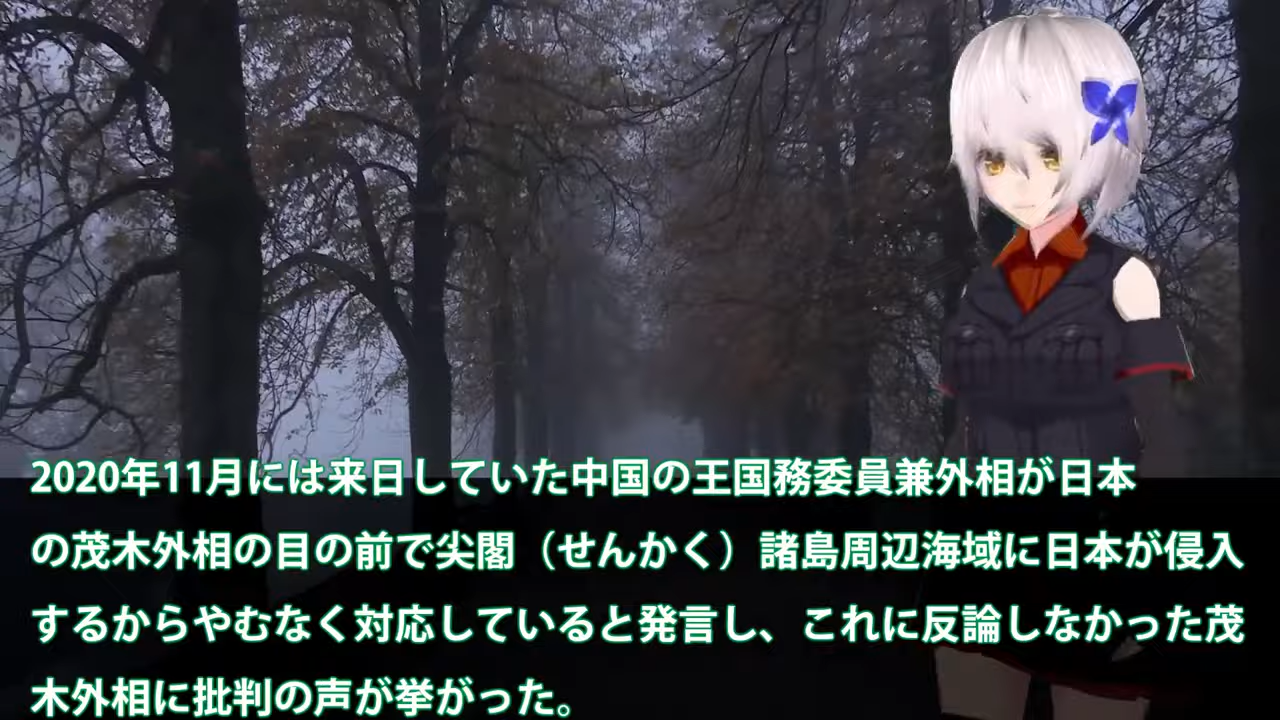 2020年11月には来日していた中国の王国務委員兼外相が日本
の茂木外相の目の前で尖閣（せんかく）諸島周辺海域に日本が侵入
するからやむなく対応していると発言し、これに反論しなかった茂
木外相に批判の声が挙がった。